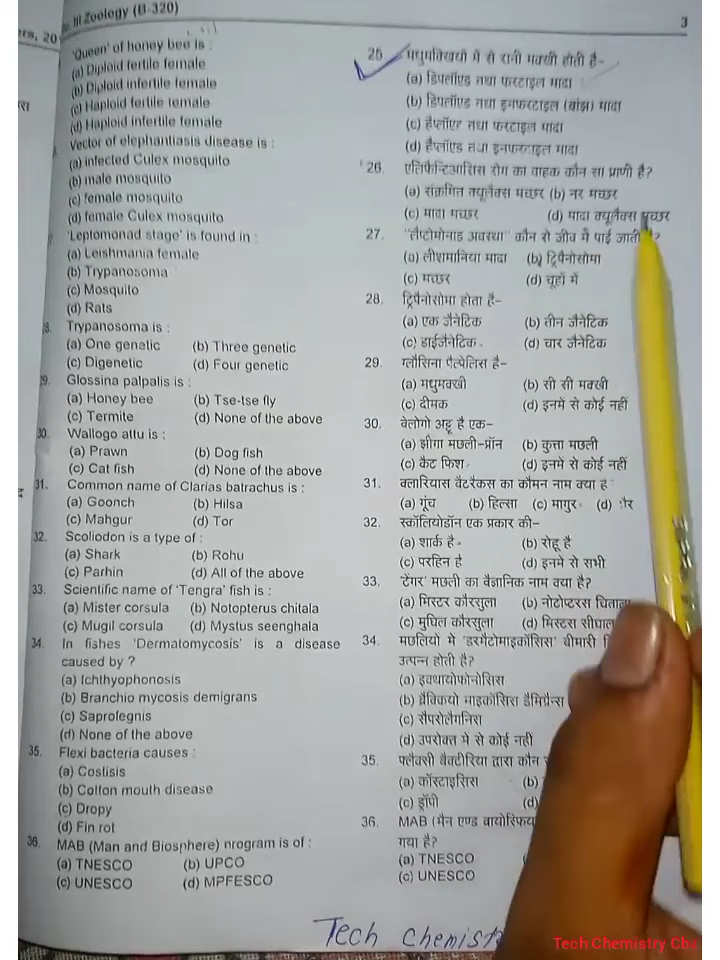 III Zoology (B-320)
3
'Queen' of honey bee is :
(a) Diploid fertile female
(b) Diploid infertile female
(c) Haploid fertile female
(d) Haploid infertile female
Vector of elephantiasis disease is :
(a) infected Culex mosquito
(b) male mosquito
(c) female mosquito
(d) female Culex mosquito
'Leptomonad stage' is found in :
(a) Leishmania female
(b) Trypanosoma
(c) Mosquito
(d) Rats
8. Trypanosoma is :
(a) One genetic (b) Three genetic
(c) Digenetic (d) Four genetic
9. Glossina palpalis is :
(a) Honey bee (b) Tse-tse fly
(c) Termite (d) None of the above
30. Wallogo attu is :
(a) Prawn (b) Dog fish
(c) Cat fish (d) None of the above
31. Common name of Clarias batrachus is :
(a) Goonch (b) Hilsa
(c) Mahgur (d) Tor
32. Scoliodon is a type of :
(a) Shark (b) Rohu
(c) Parhin (d) All of the above
33. Scientific name of 'Tengra' fish is :
(a) Mister corsula (b) Notopterus chitala
(c) Mugil corsula (d) Mystus seenghala
34. In fishes 'Dermatomycosis' is a disease
caused by ?
(a) Ichthyophonosis
(b) Branchio mycosis demigrans
(c) Saprolegnis
(d) None of the above
35. Flexi bacteria causes :
(a) Costisis
(b) Cotton mouth disease
(c) Dropy
(d) Fin rot
36. MAB (Man and Biosphere) program is of :
(a) TNESCO (b) UPCO
(c) UNESCO (d) MPFESCO
25 मधुमक्खियों में से रानी मक्खी होती है–
(a) डिपलॉएड तथा फरटाइल मादा
(b) डिपलॉएड तथा इनफरटाइल (बांझ) मादा
(c) हैप्लॉएड तथा फरटाइल मादा
(d) हैप्लॉएड तथा इनफरटाइल मादा
26. एलिफैन्टिआसिस रोग का वाहक कौन सा प्राणी है?
(a) संक्रमित क्यूलैक्स मच्छर (b) नर मच्छर
(c) मादा मच्छर (d) मादा क्यूलैक्स मच्छर
27. "लैप्टोमोनाड अवस्था" कौन से जीव में पाई जाती है?
(a) लीशमानिया मादा (b) ट्रिपैनोसोमा
(c) मच्छर (d) चूहों में
28. ट्रिपैनोसोमा होता है–
(a) एक जैनेटिक (b) तीन जैनेटिक
(c) डाईजैनेटिक (d) चार जैनेटिक
29. ग्लौसिना पैल्पेलिस है–
(a) मधुमक्खी (b) सी सी मक्खी
(c) दीमक (d) इनमें से कोई नहीं
30. वेलोगो अट्टू है एक–
(a) झींगा मछली–प्रॉन (b) कुत्ता मछली
(c) कैट फिश (d) इनमें से कोई नहीं
31. क्लारियास बैटरैकस का कौमन नाम क्या है
(a) गूंच (b) हिल्सा (c) मागुर (d)
32. स्कॉलियोडॉन एक प्रकार की–
(a) शार्क है (b) रोहू है
(c) परहिन है (d) इनमे से सभी
33. 'टेंगर' मछली का वैज्ञानिक नाम क्या है?
(a) मिस्टर कौरसुला (b) नोटोप्टरस चिताला
(c) मुघिल कौरसुला (d) मिस्टस सीघाल
34. मछलियो मे 'डरमैटोमाइकॉसिस' बीमारी
उत्पन्न होती है?
(a) इक्थायोफोनोसिस
(b) ब्रैंकियो माइकॉसिस डैमिग्रैन्स
(c) सैपरोलैगनिस
(d) उपरोक्त मे से कोई नही
35. फ्लैक्सी बैक्टीरिया द्वारा कौन
(a) कॉस्टाइसिस (b)
(c) ड्रॉपी (d)
36. MAB (मैन एण्ड वायोस्फिय
गया है?
(a) TNESCO
(c) UNESCO
Tech Chemist
Tech Chemistry Cbs